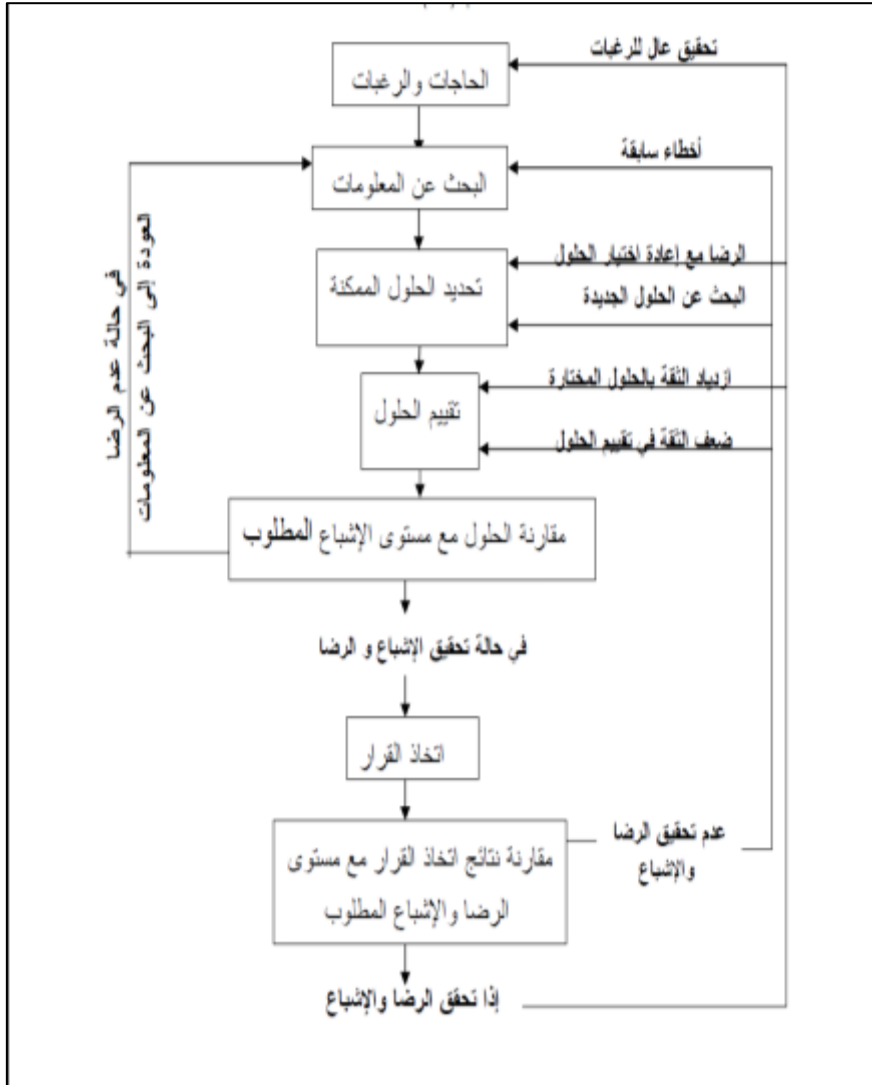 تحقيق عال للرغبات
الحاجات والرغبات
أخطاء سابقة
البحث عن المعلومات
الرضا مع إعادة اختيار الحلول
تحديد الحلول الممكنة
البحث عن الحلول الجديدة
ازدياد الثقة بالحلول المختارة
تقييم الحلول
ضعف الثقة في تقييم الحلول
في حالة عدم الرضا
العودة إلى البحث عن المعلومات
مقارنة الحلول مع مستوى الإشباع المطلوب
في حالة تحقيق الإشباع و الرضا
اتخاذ القرار
عدم تحقيق الرضا
والإشباع
مقارنة نتائج اتخاذ القرار مع مستوى
الرضا والإشباع المطلوب
إذا تحقق الرضا والإشباع